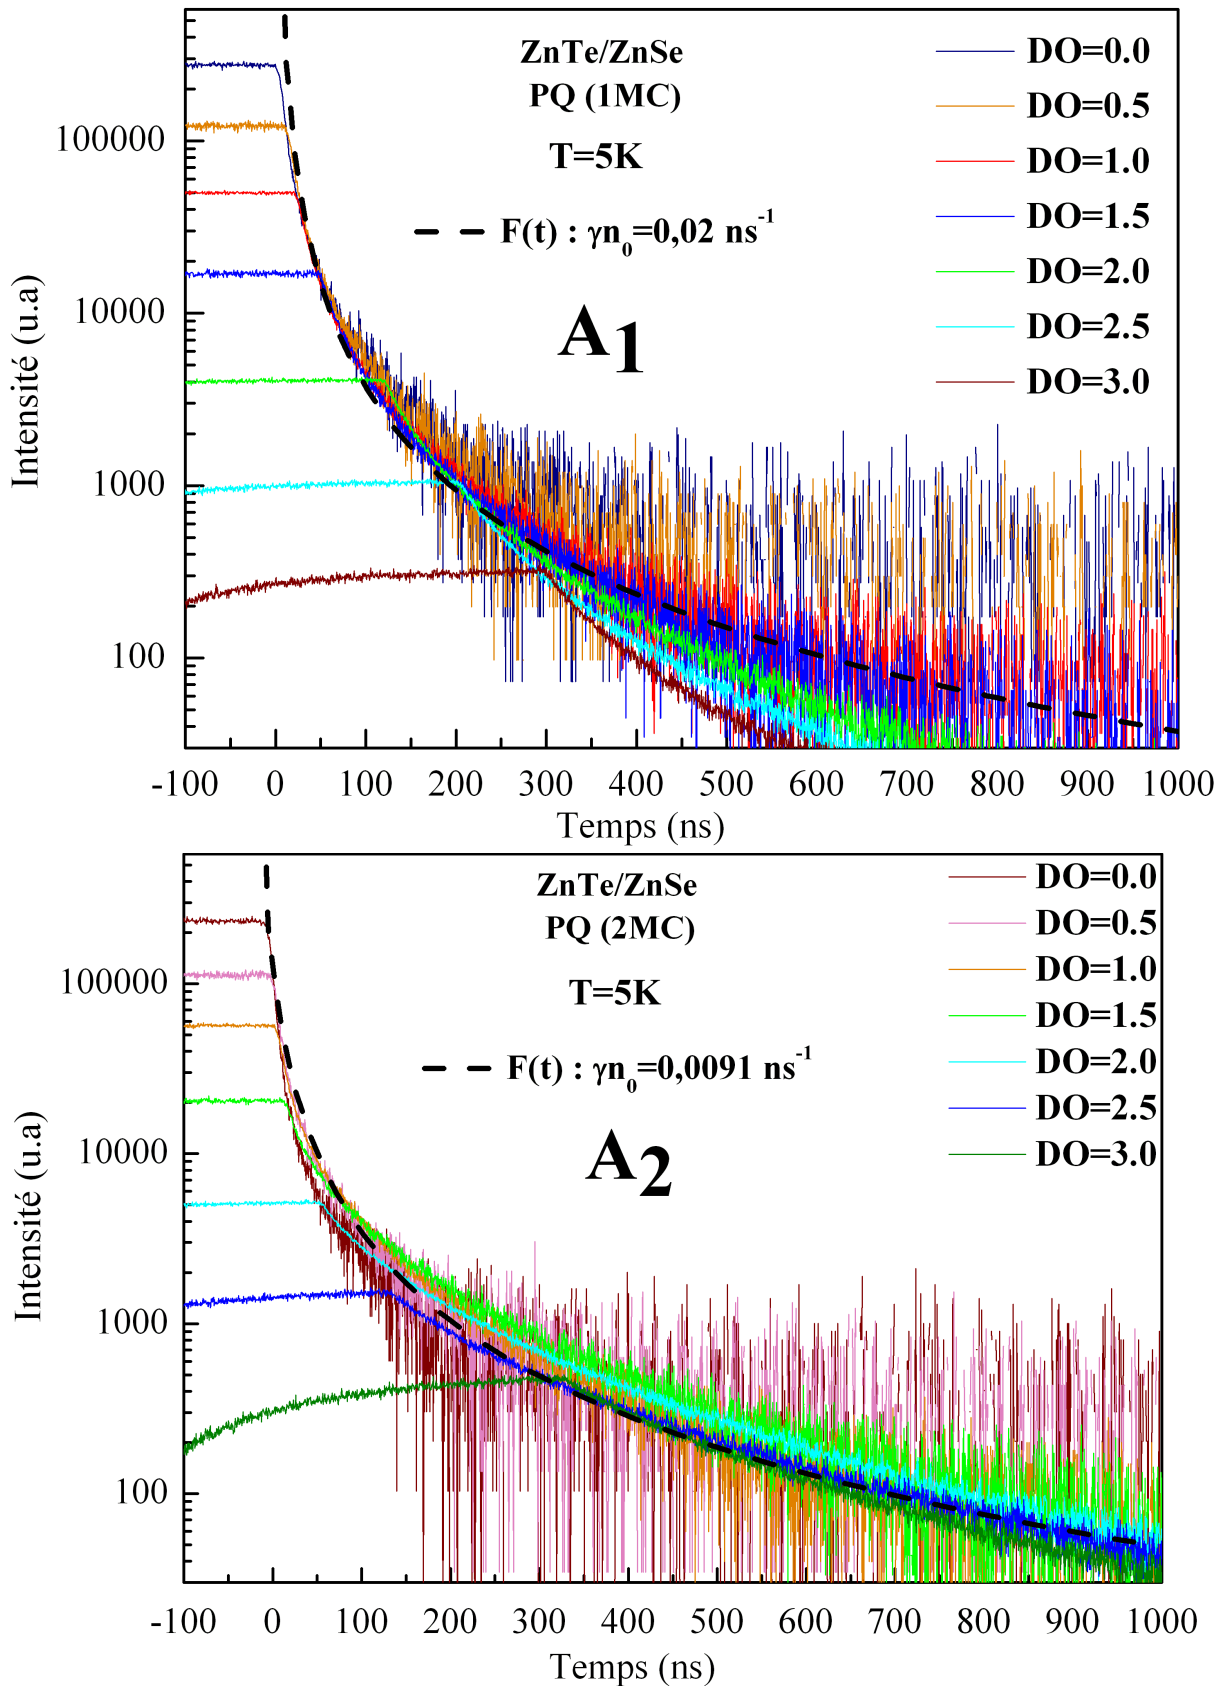 ZnTe/ZnSe
PQ (1MC)
T=5K
F(t) : γn₀=0,02 ns⁻¹
A₁
DO=0.0
DO=0.5
DO=1.0
DO=1.5
DO=2.0
DO=2.5
DO=3.0
Intensité (u.a)
100000
10000
1000
100
-100 0 100 200 300 400 500 600 700 800 900 1000
Temps (ns)
ZnTe/ZnSe
PQ (2MC)
T=5K
F(t) : γn₀=0,0091 ns⁻¹
A₂
DO=0.0
DO=0.5
DO=1.0
DO=1.5
DO=2.0
DO=2.5
DO=3.0
Intensité (u.a)
100000
10000
1000
100
-100 0 100 200 300 400 500 600 700 800 900 1000
Temps (ns)